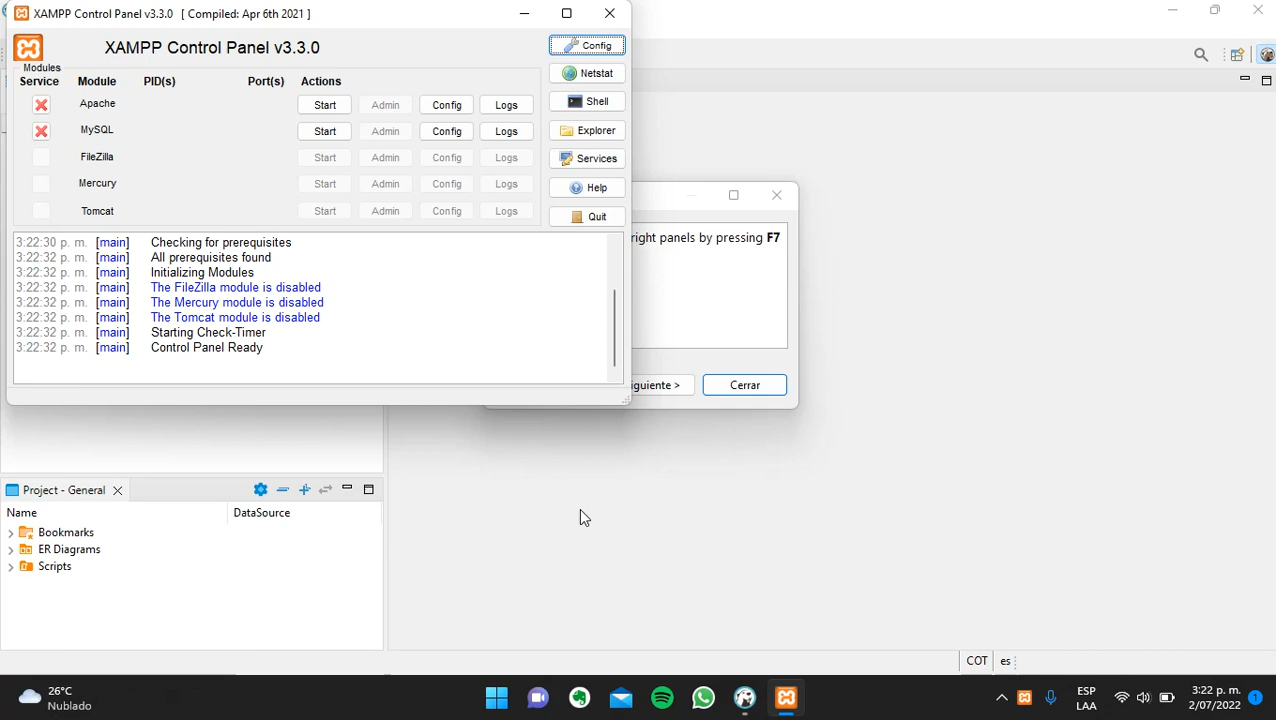 XAMPP Control Panel v3.3.0 [ Compiled: Apr 6th 2021 ]
XAMPP Control Panel v3.3.0
Config
Netstat
Shell
Explorer
Services
Help
Quit
Modules
Service Module PID(s) Port(s) Actions
Apache Start Admin Config Logs
MySQL Start Admin Config Logs
FileZilla Start Admin Config Logs
Mercury Start Admin Config Logs
Tomcat Start Admin Config Logs
3:22:30 p. m. [main] Checking for prerequisites
3:22:32 p. m. [main] All prerequisites found
3:22:32 p. m. [main] Initializing Modules
3:22:32 p. m. [main] The FileZilla module is disabled
3:22:32 p. m. [main] The Mercury module is disabled
3:22:32 p. m. [main] The Tomcat module is disabled
3:22:32 p. m. [main] Starting Check-Timer
3:22:32 p. m. [main] Control Panel Ready
right panels by pressing F7
iguiente > Cerrar
Project - General
Name DataSource
Bookmarks
ER Diagrams
Scripts
COT es
26°C
Nublado
ESP
LAA
3:22 p. m.
2/07/2022
1